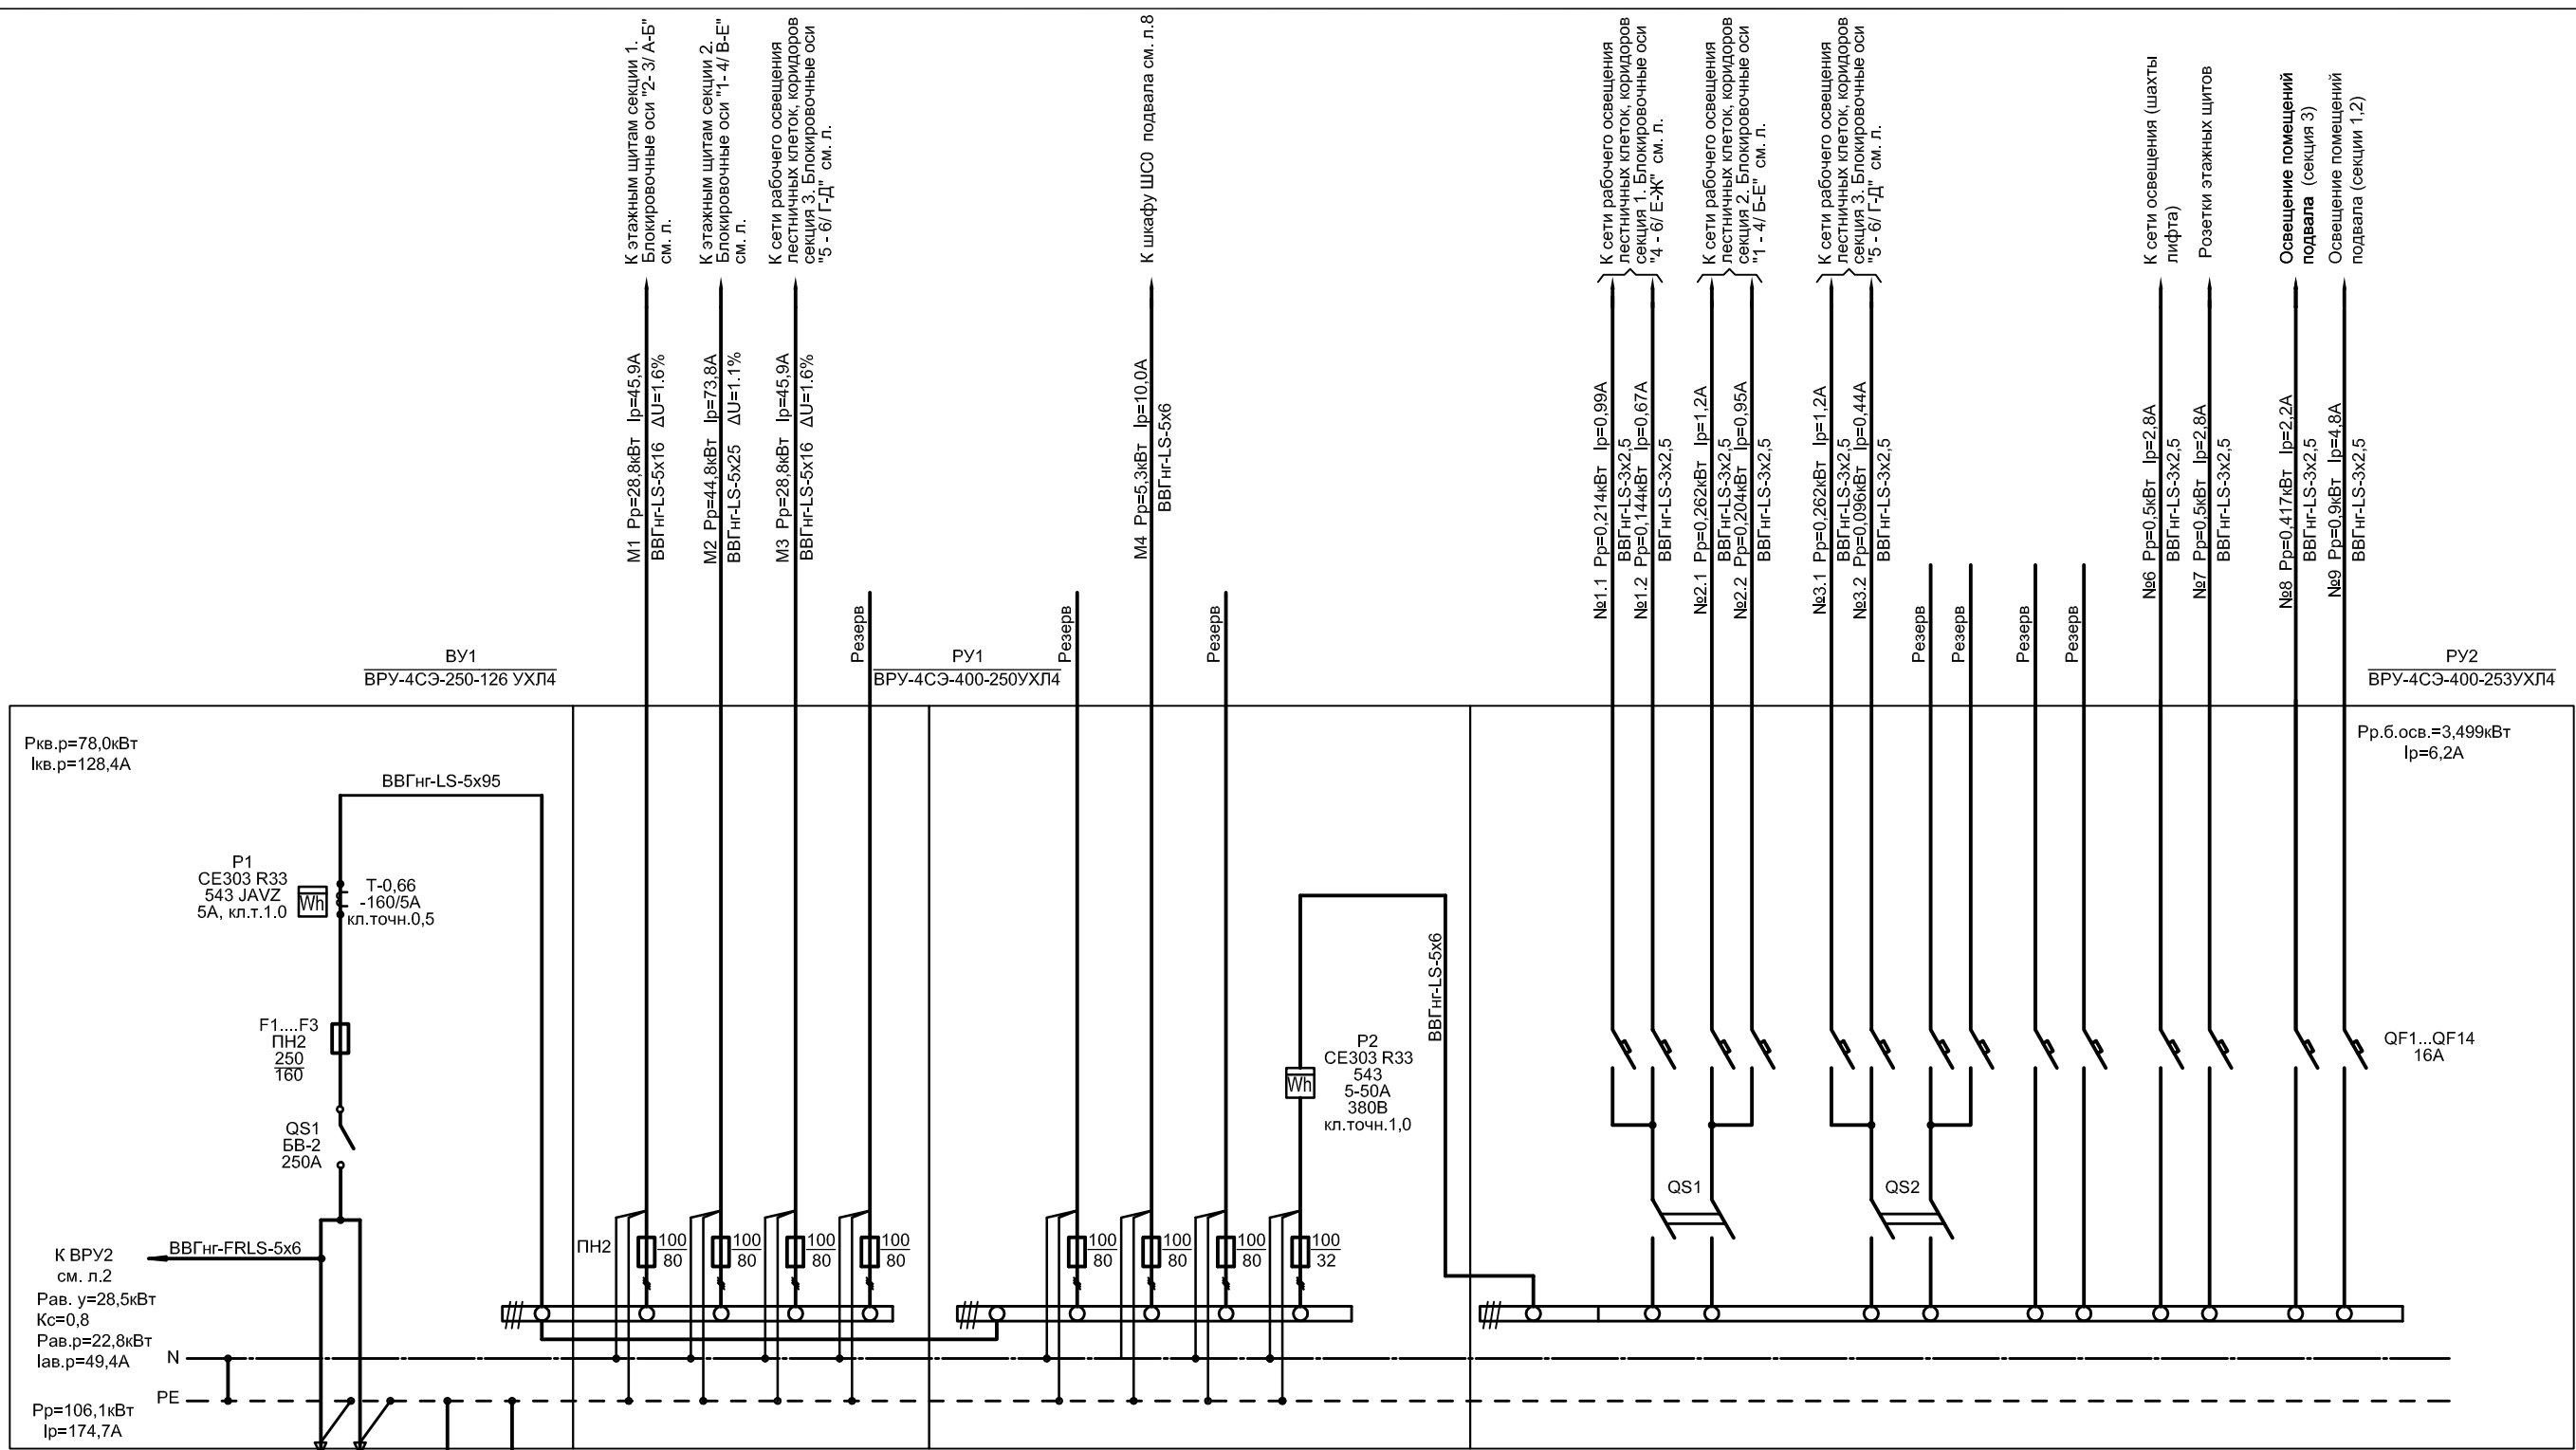 К этажным щитам секции 1.
Блокировочные оси "2- 3/ А-Б"
см. л.
К этажным щитам секции 2.
Блокировочные оси "1- 4/ В-Е"
см. л.
К сети рабочего освещения
лестничных клеток, коридоров
секция 3. Блокировочные оси
"5 - 6/ Г-Д" см. л.
К шкафу ШС0 подвала см. л.8
К сети рабочего освещения
лестничных клеток, коридоров
секция 1. Блокировочные оси
"4 - 6/ Е-Ж" см. л.
К сети рабочего освещения
лестничных клеток, коридоров
секция 2. Блокировочные оси
"1 - 4/ Б-Е" см. л.
К сети рабочего освещения
лестничных клеток, коридоров
секция 3. Блокировочные оси
"5 - 6/ Г-Д" см. л.
К сети освещения (шахты
лифта)
Розетки этажных щитов
Освещение помещений
подвала (секция 3)
Освещение помещений
подвала (секции 1,2)
М1 Рр=28,8кВт Iр=45,9А
ВВГнг-LS-5х16 ΔU=1.6%
М2 Рр=44,8кВт Iр=73,8А
ВВГнг-LS-5х25 ΔU=1.1%
М3 Рр=28,8кВт Iр=45,9А
ВВГнг-LS-5х16 ΔU=1.6%
М4 Рр=5,3кВт Iр=10,0А
ВВГнг-LS-5х6
№1.1 Рр=0,214кВт Iр=0,99А
ВВГнг-LS-3х2,5
№1.2 Рр=0,144кВт Iр=0,67А
ВВГнг-LS-3х2,5
№2.1 Рр=0,262кВт Iр=1,2А
ВВГнг-LS-3х2,5
№2.2 Рр=0,204кВт Iр=0,95А
ВВГнг-LS-3х2,5
№3.1 Рр=0,262кВт Iр=1,2А
ВВГнг-LS-3х2,5
№3.2 Рр=0,096кВт Iр=0,44А
ВВГнг-LS-3х2,5
№6 Рр=0,5кВт Iр=2,8А
ВВГнг-LS-3х2,5
№7 Рр=0,5кВт Iр=2,8А
ВВГнг-LS-3х2,5
№8 Рр=0,417кВт Iр=2,2А
ВВГнг-LS-3х2,5
№9 Рр=0,9кВт Iр=4,8А
ВВГнг-LS-3х2,5
Резерв
Резерв
Резерв
Резерв
Резерв
Резерв
Резерв
ВУ1
ВРУ-4СЭ-250-126 УХЛ4
РУ1
ВРУ-4СЭ-400-250УХЛ4
РУ2
ВРУ-4СЭ-400-253УХЛ4
Ркв.р=78,0кВт
Iкв.р=128,4А
Рр.б.осв.=3,499кВт
Iр=6,2А
ВВГнг-LS-5х95
Р1
СЕ303 R33
543 JAVZ
5А, кл.т.1.0
Wh
Т-0,66
-160/5А
кл.точн.0,5
F1....F3
ПН2
250
160
QS1
БВ-2
250А
К ВРУ2
см. л.2
ВВГнг-FRLS-5х6
Рав. у=28,5кВт
Кс=0,8
Рав.р=22,8кВт
Iав.р=49,4А
N
РЕ
Рр=106,1кВт
Iр=174,7А
ПН2
100
80
100
80
100
80
100
80
100
80
100
80
100
80
100
32
ВВГнг-LS-5х6
Р2
СЕ303 R33
543
5-50А
380В
кл.точн.1,0
Wh
QS1
QS2
QF1...QF14
16А